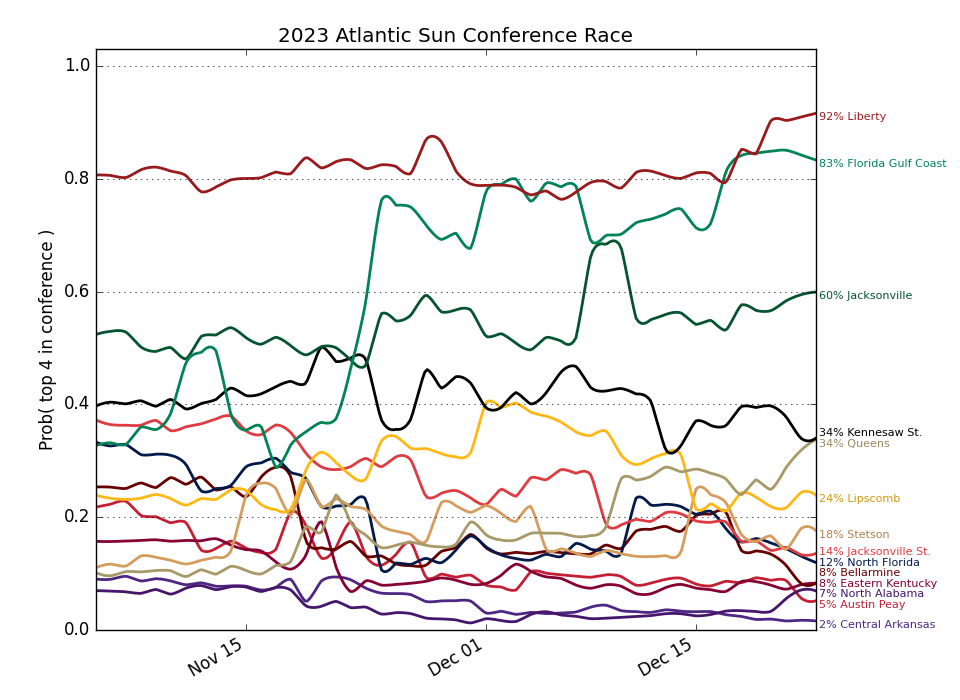 2023 Atlantic Sun Conference Race
Prob( top 4 in conference )
1.0
0.8
0.6
0.4
0.2
0.0
Nov 15
Dec 01
Dec 15
92% Liberty
83% Florida Gulf Coast
60% Jacksonville
34% Kennesaw St.
34% Queens
24% Lipscomb
18% Stetson
14% Jacksonville St.
12% North Florida
8% Bellarmine
8% Eastern Kentucky
7% North Alabama
5% Austin Peay
2% Central Arkansas